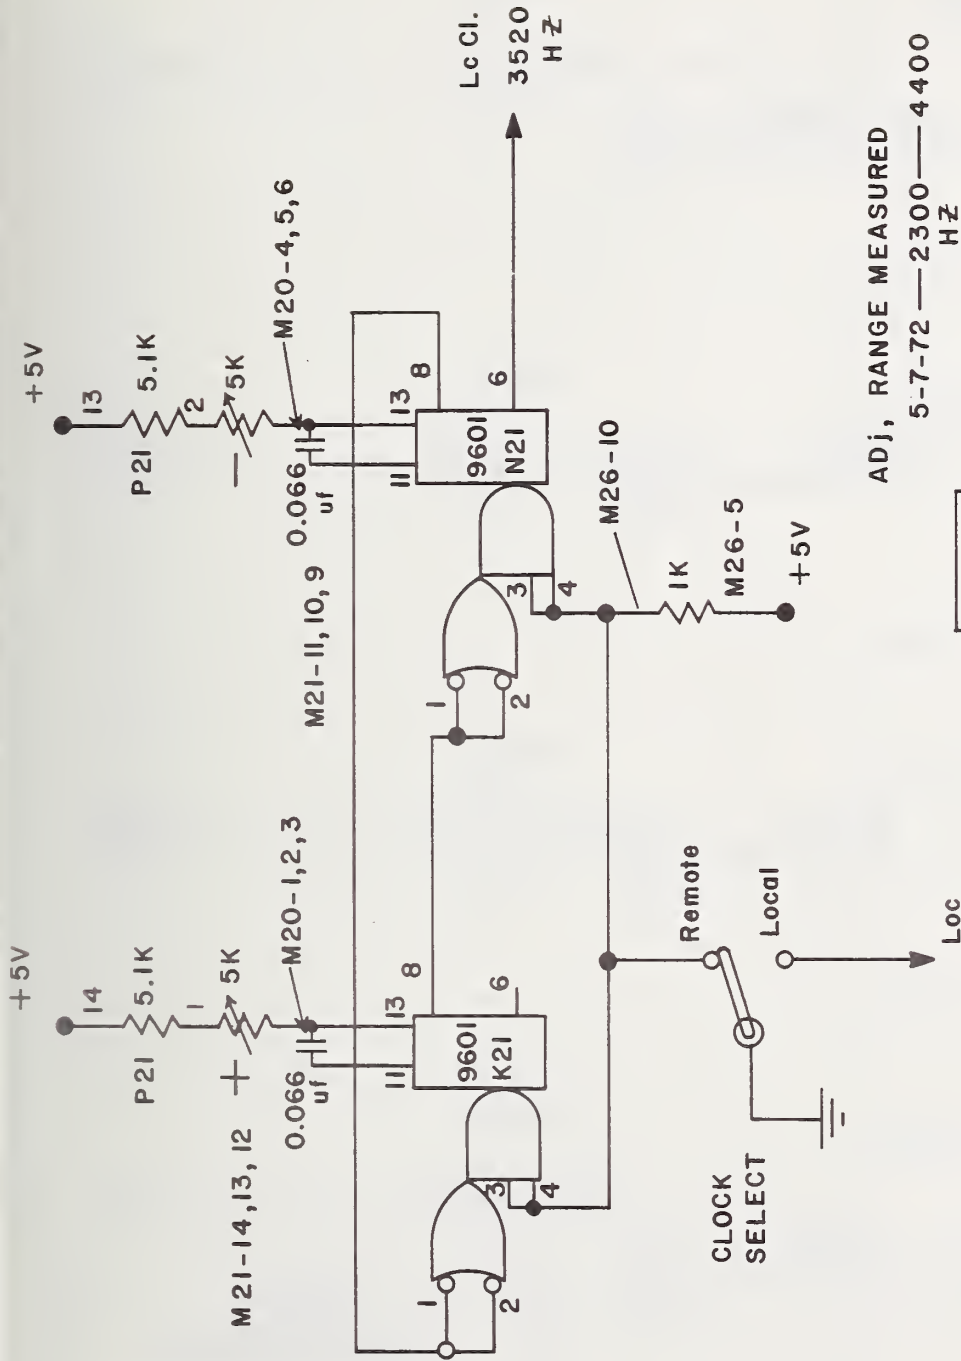 +5V
14
P21
5.1K
1
M21-14,13,12
+
5K
M20-1,2,3
0.066
uf
11
13
8
9601
K21
6
1
2
3
4
+5V
13
P21
5.1K
2
—
5K
M20-4,5,6
0.066
uf
M21-11,10,9
11
13
8
9601
N21
6
1
2
3
4
Lc Cl.
3520
HZ
M26-10
1K
M26-5
+5V
CLOCK
SELECT
Remote
Local
Loc
ADj, RANGE MEASURED
5-7-72 — 2300 — 4400
HZ